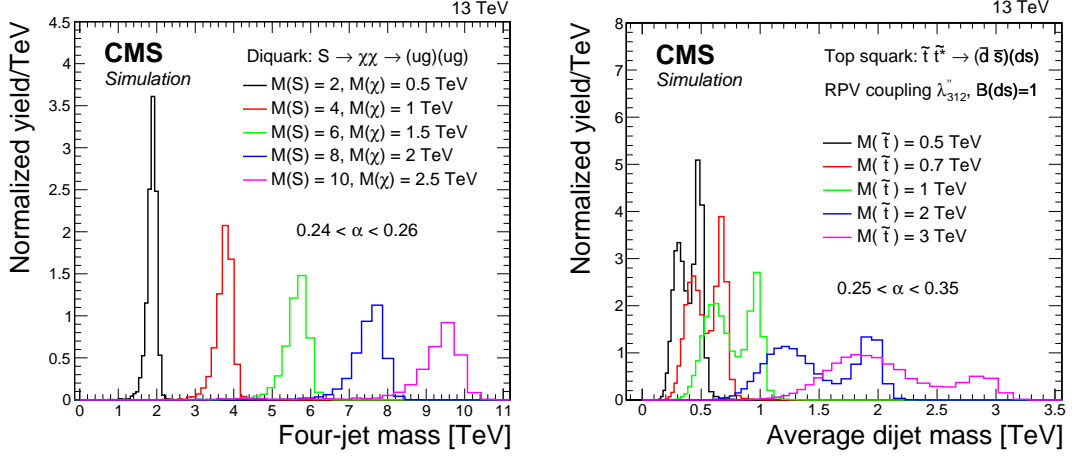 13 TeV
CMS
Simulation
Diquark: S → χχ → (ug)(ug)
M(S) = 2, M(χ) = 0.5 TeV
M(S) = 4, M(χ) = 1 TeV
M(S) = 6, M(χ) = 1.5 TeV
M(S) = 8, M(χ) = 2 TeV
M(S) = 10, M(χ) = 2.5 TeV
0.24 < α < 0.26
Normalized yield/TeV
4.5
4
3.5
3
2.5
2
1.5
1
0.5
0
0 1 2 3 4 5 6 7 8 9 10 11
Four-jet mass [TeV]
13 TeV
CMS
Simulation
Top squark: t̃ t̃* → (d̄ s̄)(ds)
RPV coupling λ''₃₁₂, B(ds)=1
M( t̃ ) = 0.5 TeV
M( t̃ ) = 0.7 TeV
M( t̃ ) = 1 TeV
M( t̃ ) = 2 TeV
M( t̃ ) = 3 TeV
0.25 < α < 0.35
Normalized yield/TeV
8
7
6
5
4
3
2
1
0
0 0.5 1 1.5 2 2.5 3 3.5
Average dijet mass [TeV]